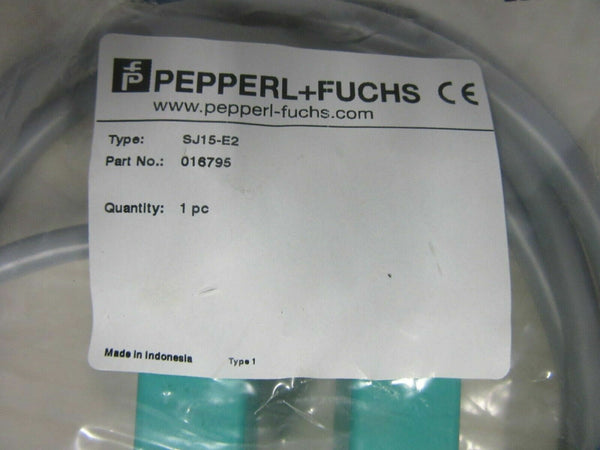 PEPPERL+FUCHS CE
www.pepperl-fuchs.com
Type: SJ15-E2
Part No.: 016795
Quantity: 1 pc
Made in Indonesia Type 1